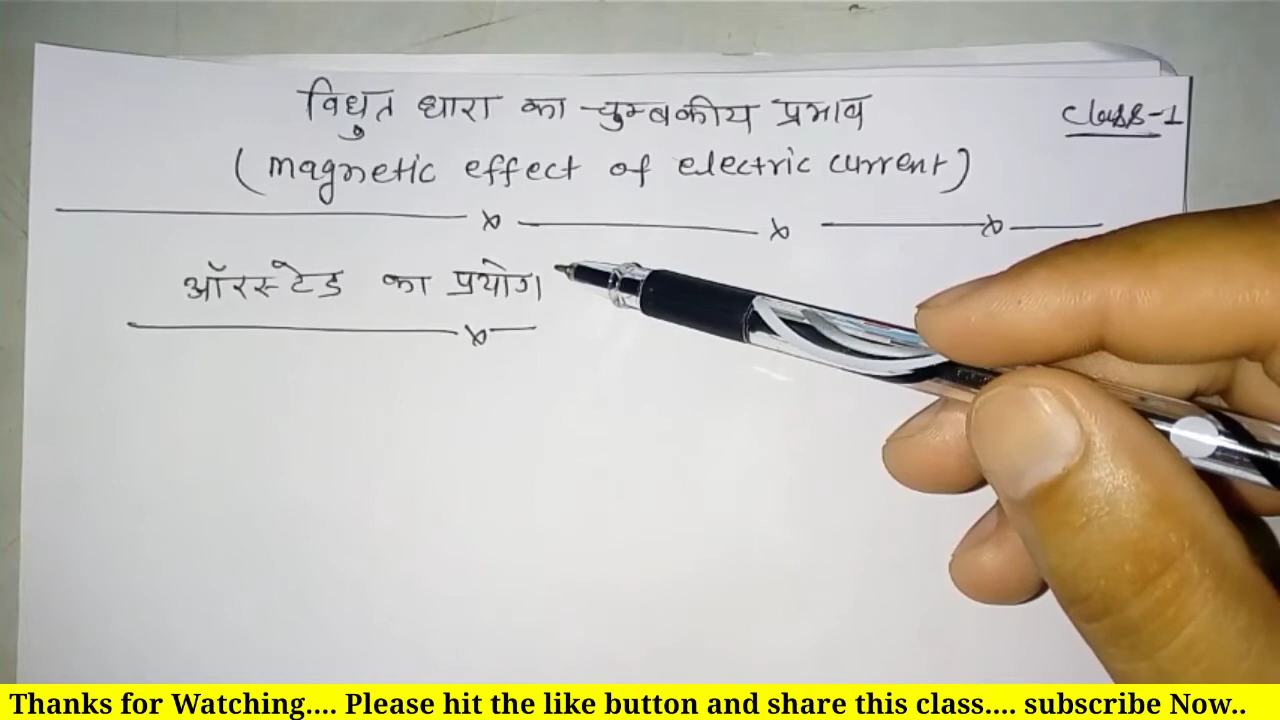 विधुत धारा का चुम्बकीय प्रभाव
Class-1
(magnetic effect of electric current)
ऑरस्टेड का प्रयोग
Thanks for Watching.... Please hit the like button and share this class.... subscribe Now..